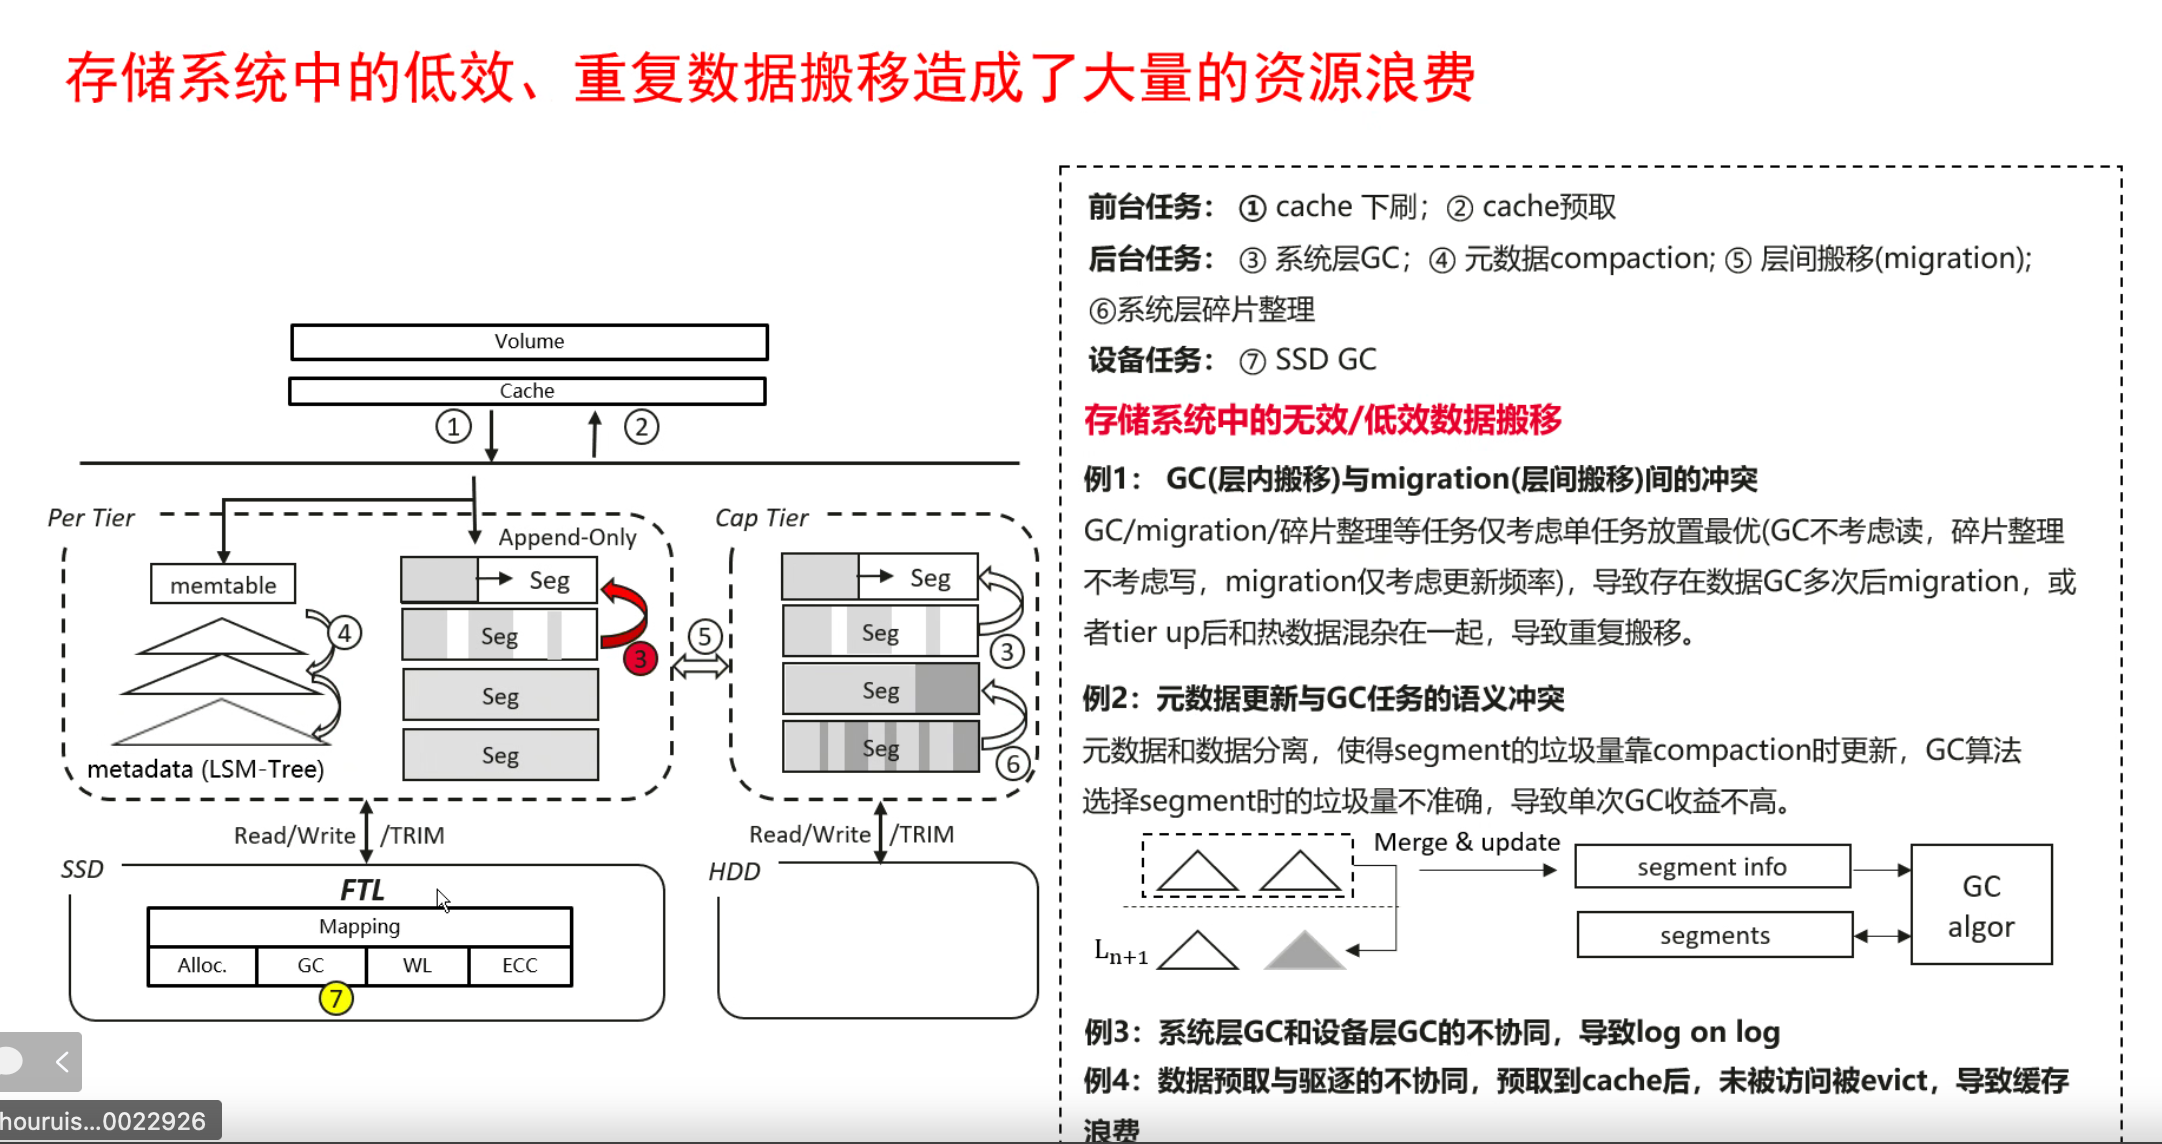 存储系统中的低效、重复数据搬移造成了大量的资源浪费
Volume
Cache
① ②
Per Tier
Append-Only
memtable
④
metadata (LSM-Tree)
Seg
Seg
Seg
Seg
③
⑤
Cap Tier
Seg
Seg
Seg
Seg
③
⑥
Read/Write /TRIM
Read/Write /TRIM
SSD
FTL
Mapping
Alloc. GC WL ECC
⑦
HDD
houruis...0022926
前台任务： ① cache 下刷；② cache预取
后台任务： ③ 系统层GC；④ 元数据compaction; ⑤ 层间搬移(migration);
⑥系统层碎片整理
设备任务： ⑦ SSD GC
存储系统中的无效/低效数据搬移
例1： GC(层内搬移)与migration(层间搬移)间的冲突
GC/migration/碎片整理等任务仅考虑单任务放置最优(GC不考虑读，碎片整理
不考虑写，migration仅考虑更新频率)，导致存在数据GC多次后migration，或
者tier up后和热数据混杂在一起，导致重复搬移。
例2：元数据更新与GC任务的语义冲突
元数据和数据分离，使得segment的垃圾量靠compaction时更新，GC算法
选择segment时的垃圾量不准确，导致单次GC收益不高。
Merge & update
segment info
segments
GC
algor
Ln+1
例3：系统层GC和设备层GC的不协同，导致log on log
例4：数据预取与驱逐的不协同，预取到cache后，未被访问被evict，导致缓存
浪费